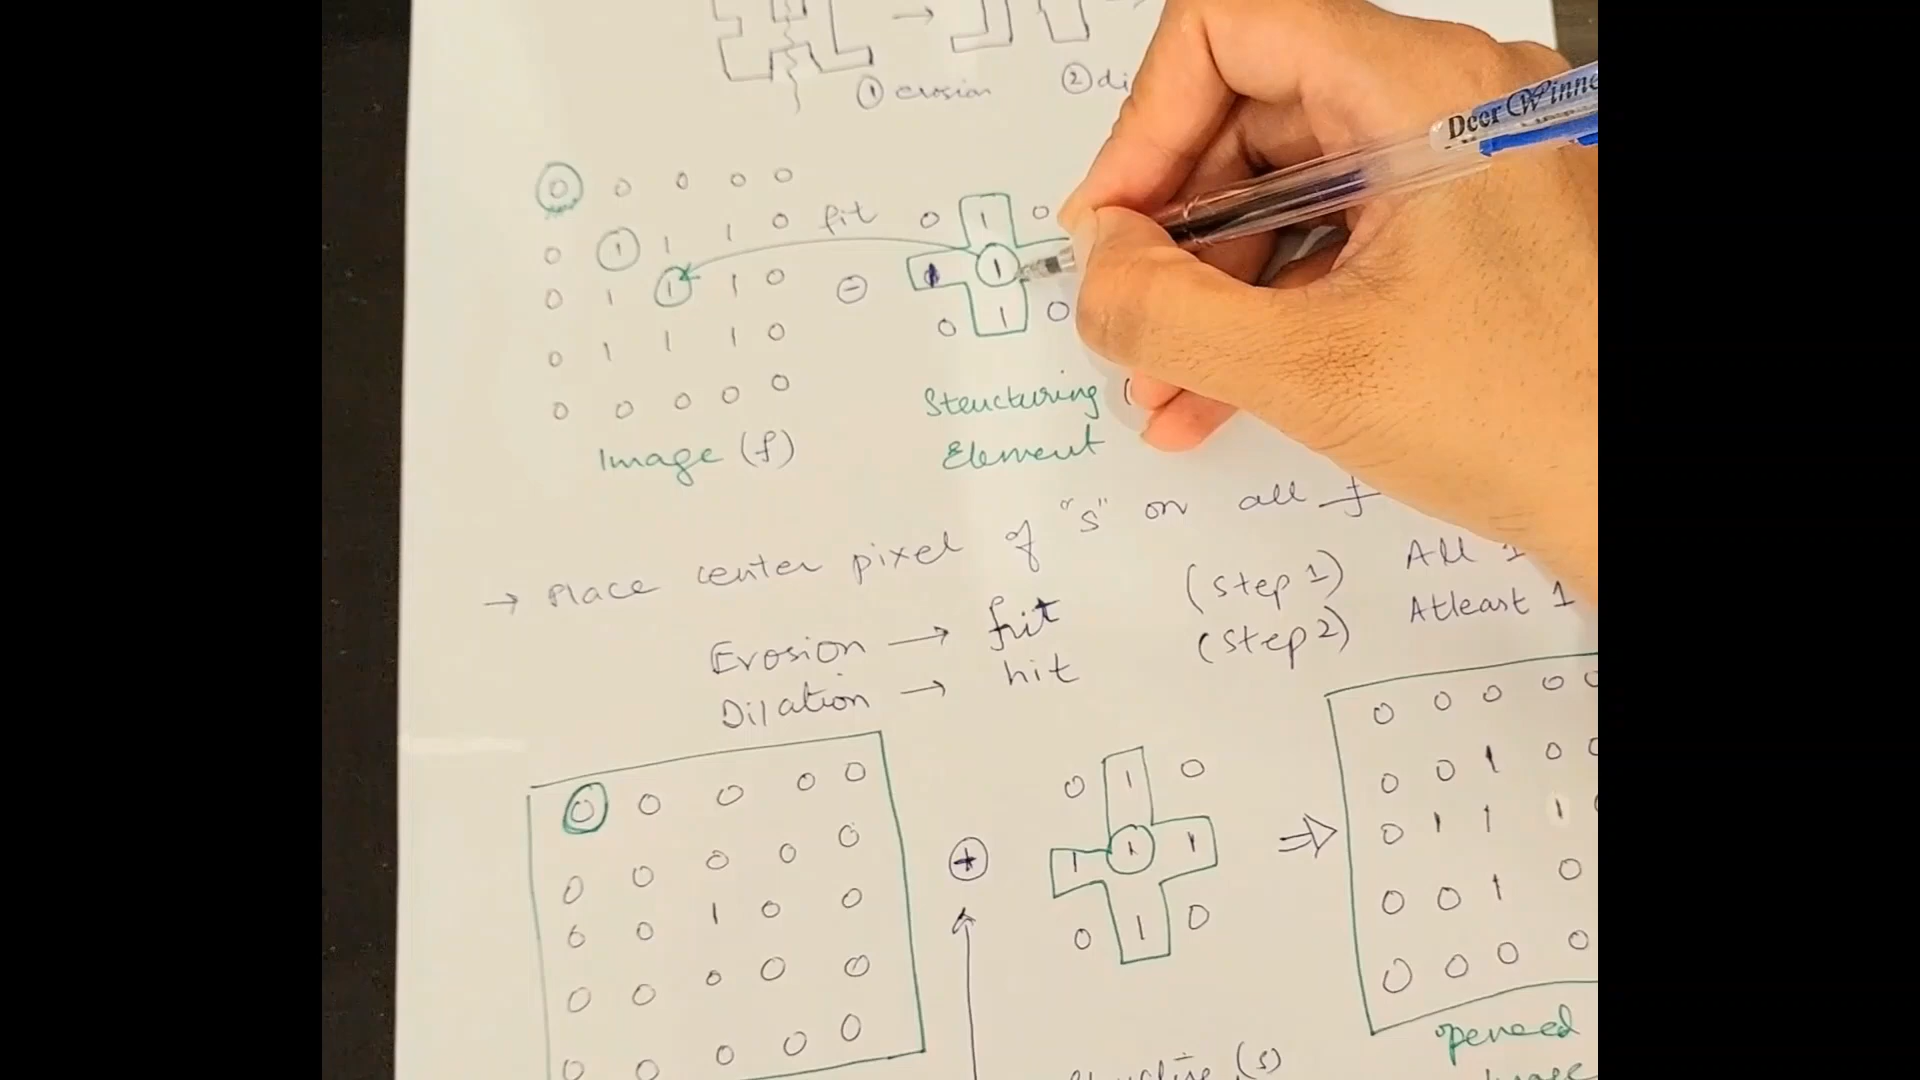 ① erosion ② di
Deer Winne
0 0 0 0 0
0 1 1 1 0 fit 0 1 0
0 1 1 1 0 ⊖ 1 1
0 1 1 1 0 0 1 0
0 0 0 0 0
Structuring (
Image (f) Element
→ Place center pixel of "s" on all f
Erosion → fit (step 1) All 1
Dilation → hit (step 2) Atleast 1
0 0 0 0 0 0 1 0 0 0 0 0 0
0 0 0 0 0 ⊕ 1 1 1 ⇒ 0 0 1 0 0
0 0 1 0 0 0 1 0 0 1 1 1 0
0 0 0 0 0 0 0 1 0
0 0 0 0 0 0 0 0 0
opened
(s)